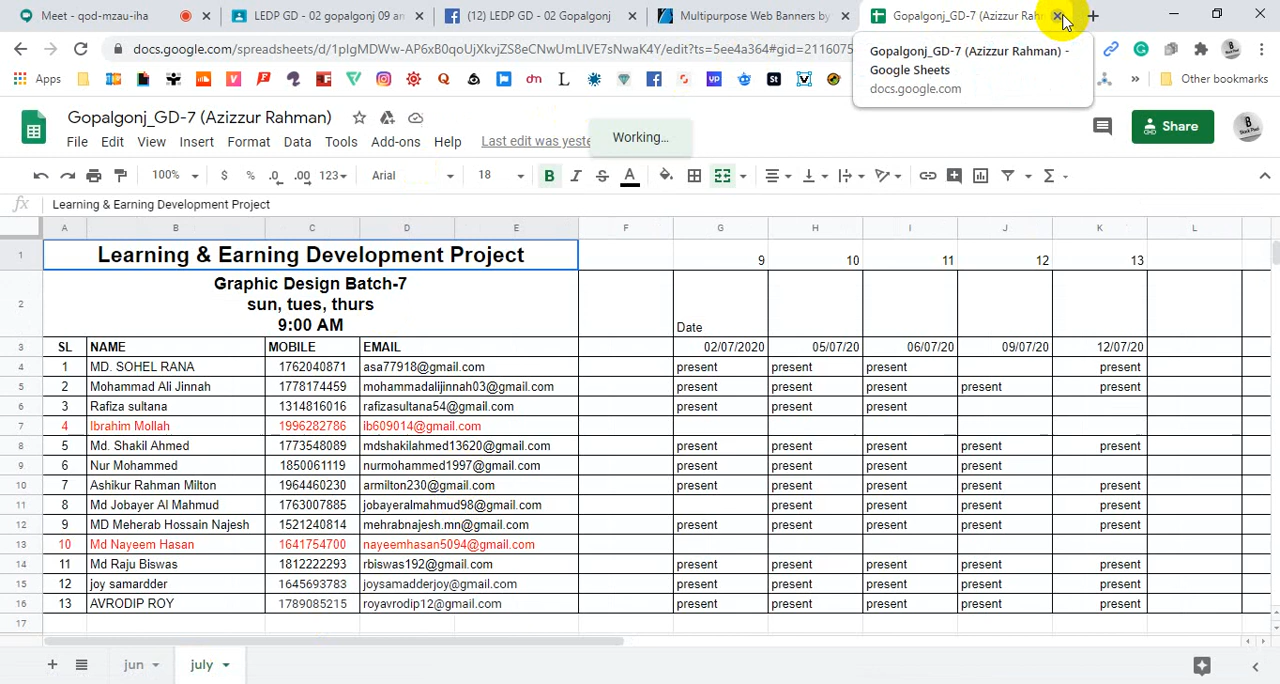 Meet - qod-mzau-iha
LEDP GD - 02 gopalgonj 09 an
(12) LEDP GD - 02 Gopalgonj
Multipurpose Web Banners by
Gopalgonj_GD-7 (Azizzur Rahm
docs.google.com/spreadsheets/d/1pIgMDWw-AP6xB0qoUjXkvjZS8eCNwUmLIVE7sNwaK4Y/edit?ts=5ee4a364#gid=2116075
Gopalgonj_GD-7 (Azizzur Rahman) -
Google Sheets
docs.google.com
Apps
Other bookmarks
Gopalgonj_GD-7 (Azizzur Rahman)
File Edit View Insert Format Data Tools Add-ons Help Last edit was yeste
Working...
Share
100% $ % .0 .00 123 Arial 18 B I S A
fx Learning & Earning Development Project
A B C D E F G H I J K L
1 Learning & Earning Development Project 9 10 11 12 13
2 Graphic Design Batch-7
sun, tues, thurs
9:00 AM
Date
3 SL NAME MOBILE EMAIL 02/07/2020 05/07/20 06/07/20 09/07/20 12/07/20
4 1 MD. SOHEL RANA 1762040871 asa77918@gmail.com present present present present
5 2 Mohammad Ali Jinnah 1778174459 mohammadalijinnah03@gmail.com present present present present present
6 3 Rafiza sultana 1314816016 rafizasultana54@gmail.com present present present
7 4 Ibrahim Mollah 1996282786 ib609014@gmail.com
8 5 Md. Shakil Ahmed 1773548089 mdshakilahmed13620@gmail.com present present present present present
9 6 Nur Mohammed 1850061119 nurmohammed1997@gmail.com present present present present
10 7 Ashikur Rahman Milton 1964460230 armilton230@gmail.com present present present present present
11 8 Md Jobayer Al Mahmud 1763007885 jobayeralmahmud98@gmail.com present present present present
12 9 MD Meherab Hossain Najesh 1521240814 mehrabnajesh.mn@gmail.com present present present present present
13 10 Md Nayeem Hasan 1641754700 nayeemhasan5094@gmail.com
14 11 Md Raju Biswas 1812222293 rbiswas192@gmail.com present present present present present
15 12 joy samardder 1645693783 joysamadderjoy@gmail.com present present present present present
16 13 AVRODIP ROY 1789085215 royavrodip12@gmail.com present present present present present
17
jun july